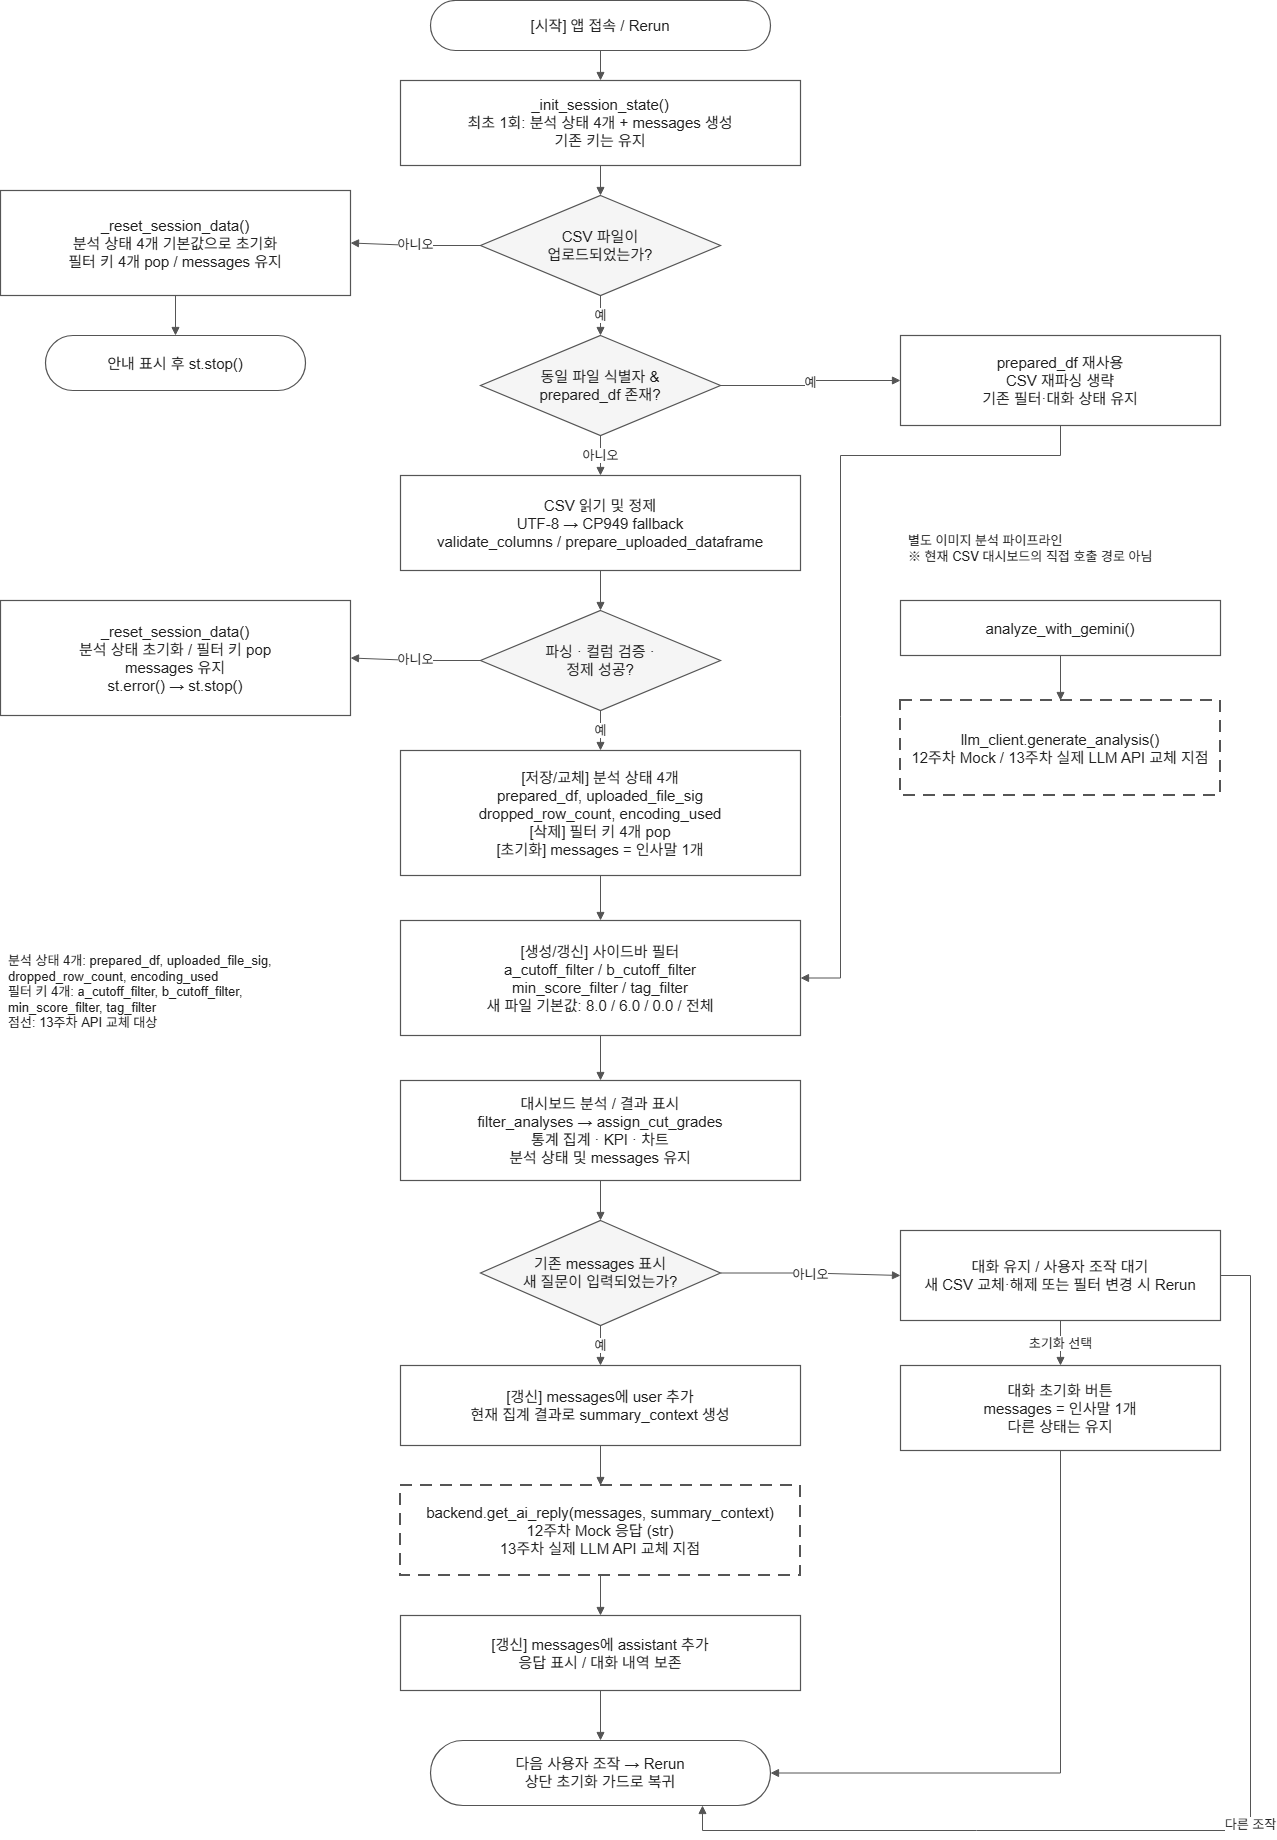 [시작] 앱 접속 / Rerun
_init_session_state()
최초 1회: 분석 상태 4개 + messages 생성
기존 키는 유지
CSV 파일이
업로드되었는가?
아니오
_reset_session_data()
분석 상태 4개 기본값으로 초기화
필터 키 4개 pop / messages 유지
안내 표시 후 st.stop()
예
동일 파일 식별자 &
prepared_df 존재?
예
prepared_df 재사용
CSV 재파싱 생략
기존 필터·대화 상태 유지
아니오
CSV 읽기 및 정제
UTF-8 → CP949 fallback
validate_columns / prepare_uploaded_dataframe
별도 이미지 분석 파이프라인
※ 현재 CSV 대시보드의 직접 호출 경로 아님
analyze_with_gemini()
llm_client.generate_analysis()
12주차 Mock / 13주차 실제 LLM API 교체 지점
파싱 · 컬럼 검증 ·
정제 성공?
아니오
_reset_session_data()
분석 상태 초기화 / 필터 키 pop
messages 유지
st.error() → st.stop()
예
[저장/교체] 분석 상태 4개
prepared_df, uploaded_file_sig
dropped_row_count, encoding_used
[삭제] 필터 키 4개 pop
[초기화] messages = 인사말 1개
[생성/갱신] 사이드바 필터
a_cutoff_filter / b_cutoff_filter
min_score_filter / tag_filter
새 파일 기본값: 8.0 / 6.0 / 0.0 / 전체
분석 상태 4개: prepared_df, uploaded_file_sig,
dropped_row_count, encoding_used
필터 키 4개: a_cutoff_filter, b_cutoff_filter,
min_score_filter, tag_filter
점선: 13주차 API 교체 대상
대시보드 분석 / 결과 표시
filter_analyses → assign_cut_grades
통계 집계 · KPI · 차트
분석 상태 및 messages 유지
기존 messages 표시
새 질문이 입력되었는가?
아니오
대화 유지 / 사용자 조작 대기
새 CSV 교체·해제 또는 필터 변경 시 Rerun
초기화 선택
대화 초기화 버튼
messages = 인사말 1개
다른 상태는 유지
예
[갱신] messages에 user 추가
현재 집계 결과로 summary_context 생성
backend.get_ai_reply(messages, summary_context)
12주차 Mock 응답 (str)
13주차 실제 LLM API 교체 지점
[갱신] messages에 assistant 추가
응답 표시 / 대화 내역 보존
다음 사용자 조작 → Rerun
상단 초기화 가드로 복귀
다른 조작